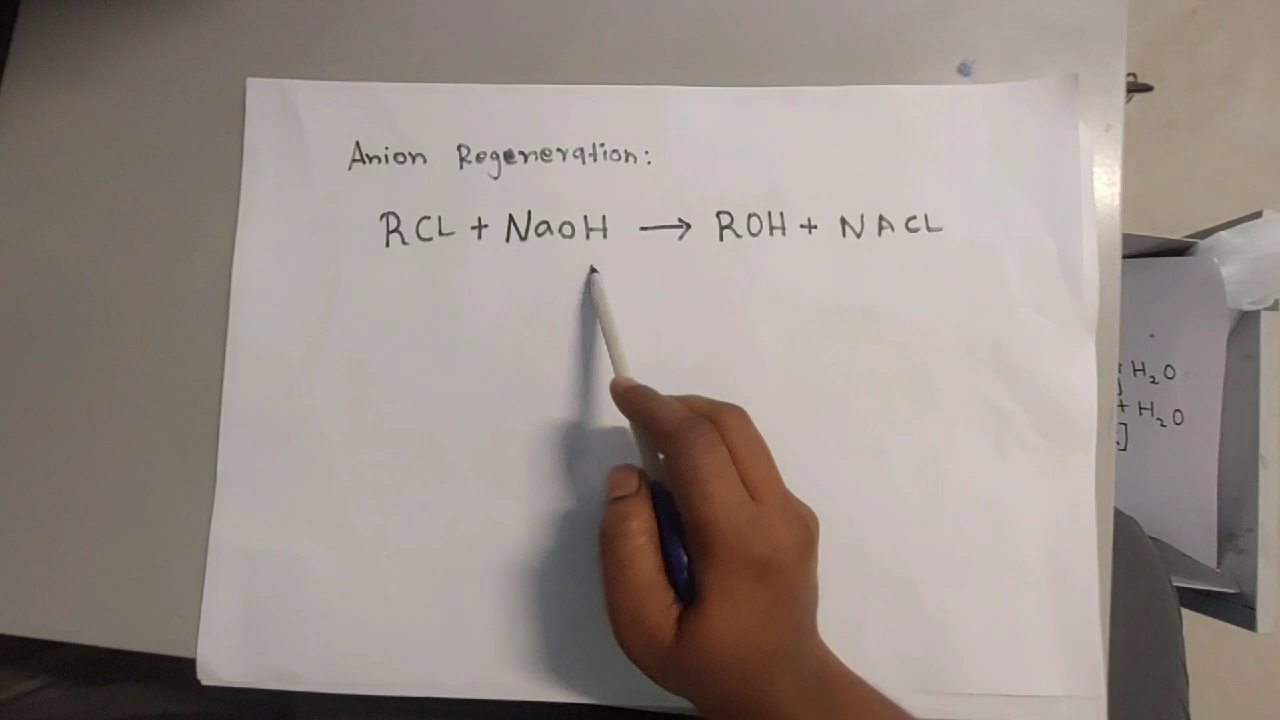 Anion Regeneration:
RCL + NaoH → ROH + NACL
H₂O
+ H₂O
]